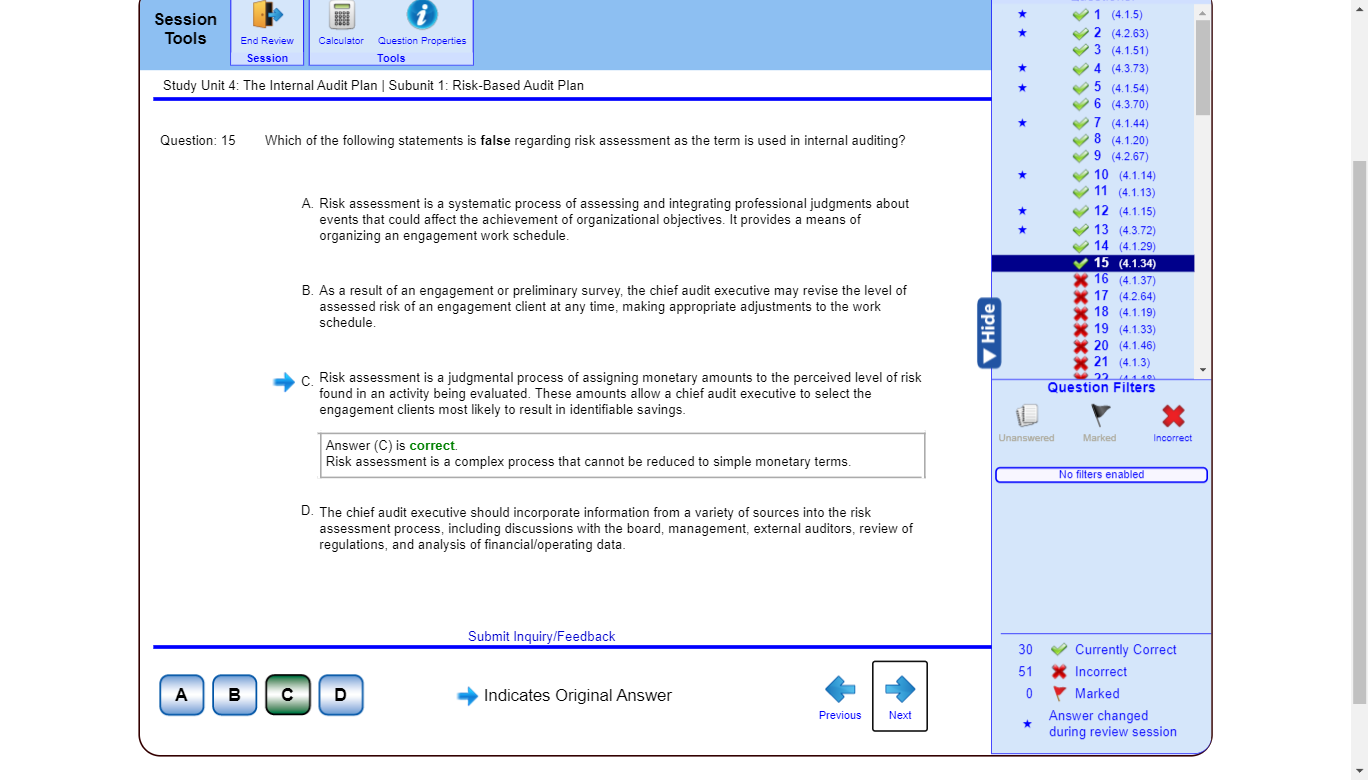 Session
Tools
End Review
Session
Calculator
Question Properties
Tools
Study Unit 4: The Internal Audit Plan | Subunit 1: Risk-Based Audit Plan
Question: 15
Which of the following statements is false regarding risk assessment as the term is used in internal auditing?
A. Risk assessment is a systematic process of assessing and integrating professional judgments about
events that could affect the achievement of organizational objectives. It provides a means of
organizing an engagement work schedule.
B. As a result of an engagement or preliminary survey, the chief audit executive may revise the level of
assessed risk of an engagement client at any time, making appropriate adjustments to the work
schedule.
C. Risk assessment is a judgmental process of assigning monetary amounts to the perceived level of risk
found in an activity being evaluated. These amounts allow a chief audit executive to select the
engagement clients most likely to result in identifiable savings.
Answer (C) is correct.
Risk assessment is a complex process that cannot be reduced to simple monetary terms.
D. The chief audit executive should incorporate information from a variety of sources into the risk
assessment process, including discussions with the board, management, external auditors, review of
regulations, and analysis of financial/operating data.
Submit Inquiry/Feedback
A B C D
Indicates Original Answer
Previous
Next
1 (4.1.5)
2 (4.2.63)
3 (4.1.51)
4 (4.3.73)
5 (4.1.54)
6 (4.3.70)
7 (4.1.44)
8 (4.1.20)
9 (4.2.67)
10 (4.1.14)
11 (4.1.13)
12 (4.1.15)
13 (4.3.72)
14 (4.1.29)
15 (4.1.34)
16 (4.1.37)
17 (4.2.64)
18 (4.1.19)
19 (4.1.33)
20 (4.1.46)
21 (4.1.3)
Hide
Question Filters
Unanswered
Marked
Incorrect
No filters enabled
30 Currently Correct
51 Incorrect
0 Marked
Answer changed
during review session